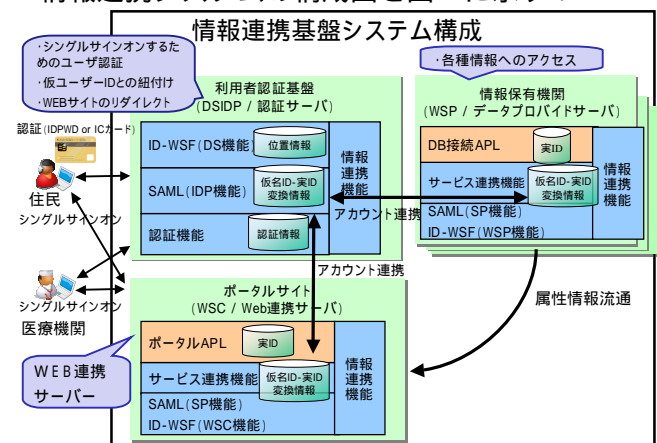 情報連携基盤システム構成
・シングルサインオンするた
めのユーザ認証
・仮ユーザーIDとの紐付け
・WEBサイトのリダイレクト
・各種情報へのアクセス
利用者認証基盤
(DSIDP / 認証サーバ)
情報保有機関
(WSP / データプロバイドサーバ)
認証(IDPWD or ICカード)
住民
シングルサインオン
シングルサインオン
医療機関
ID-WSF(DS機能)
位置情報
SAML(IDP機能)
仮名ID-実ID
変換情報
認証機能
認証情報
情報
連携
機能
アカウント連携
DB接続APL
実ID
サービス連携機能
仮名ID-実ID
変換情報
SAML(SP機能)
ID-WSF(WSP機能)
情報
連携
機能
アカウント連携
属性情報流通
ポータルサイト
(WSC / Web連携サーバ)
ポータルAPL
実ID
サービス連携機能
仮名ID-実ID
変換情報
SAML(SP機能)
ID-WSF(WSC機能)
情報
連携
機能
WEB連携
サーバー